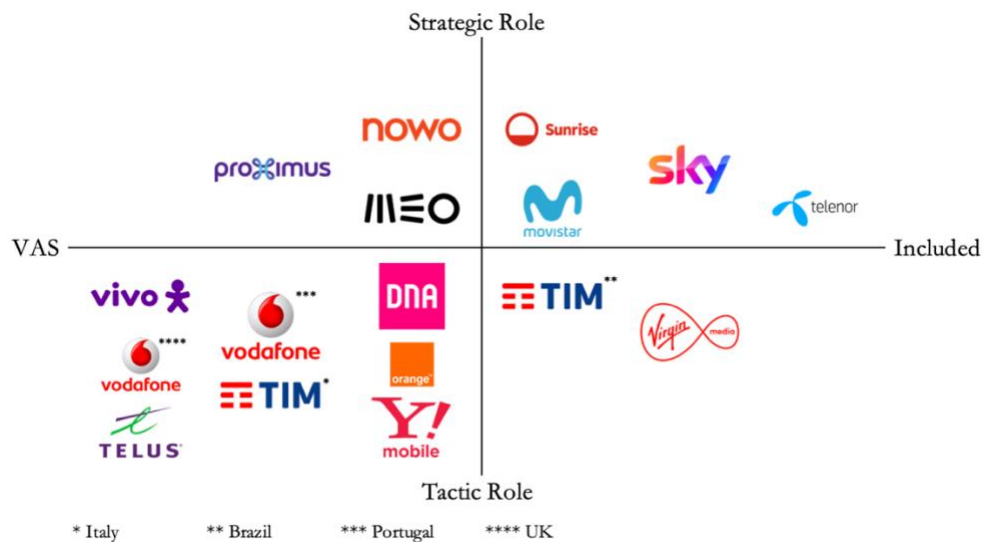 Strategic Role
nowo
Sunrise
proximus
sky
MEO
movistar
telenor
VAS
Included
vivo
DNA
TIM**
vodafone***
Virgin media
vodafone****
orange™
TIM*
TELUS®
Y!
mobile
Tactic Role
* Italy ** Brazil *** Portugal **** UK